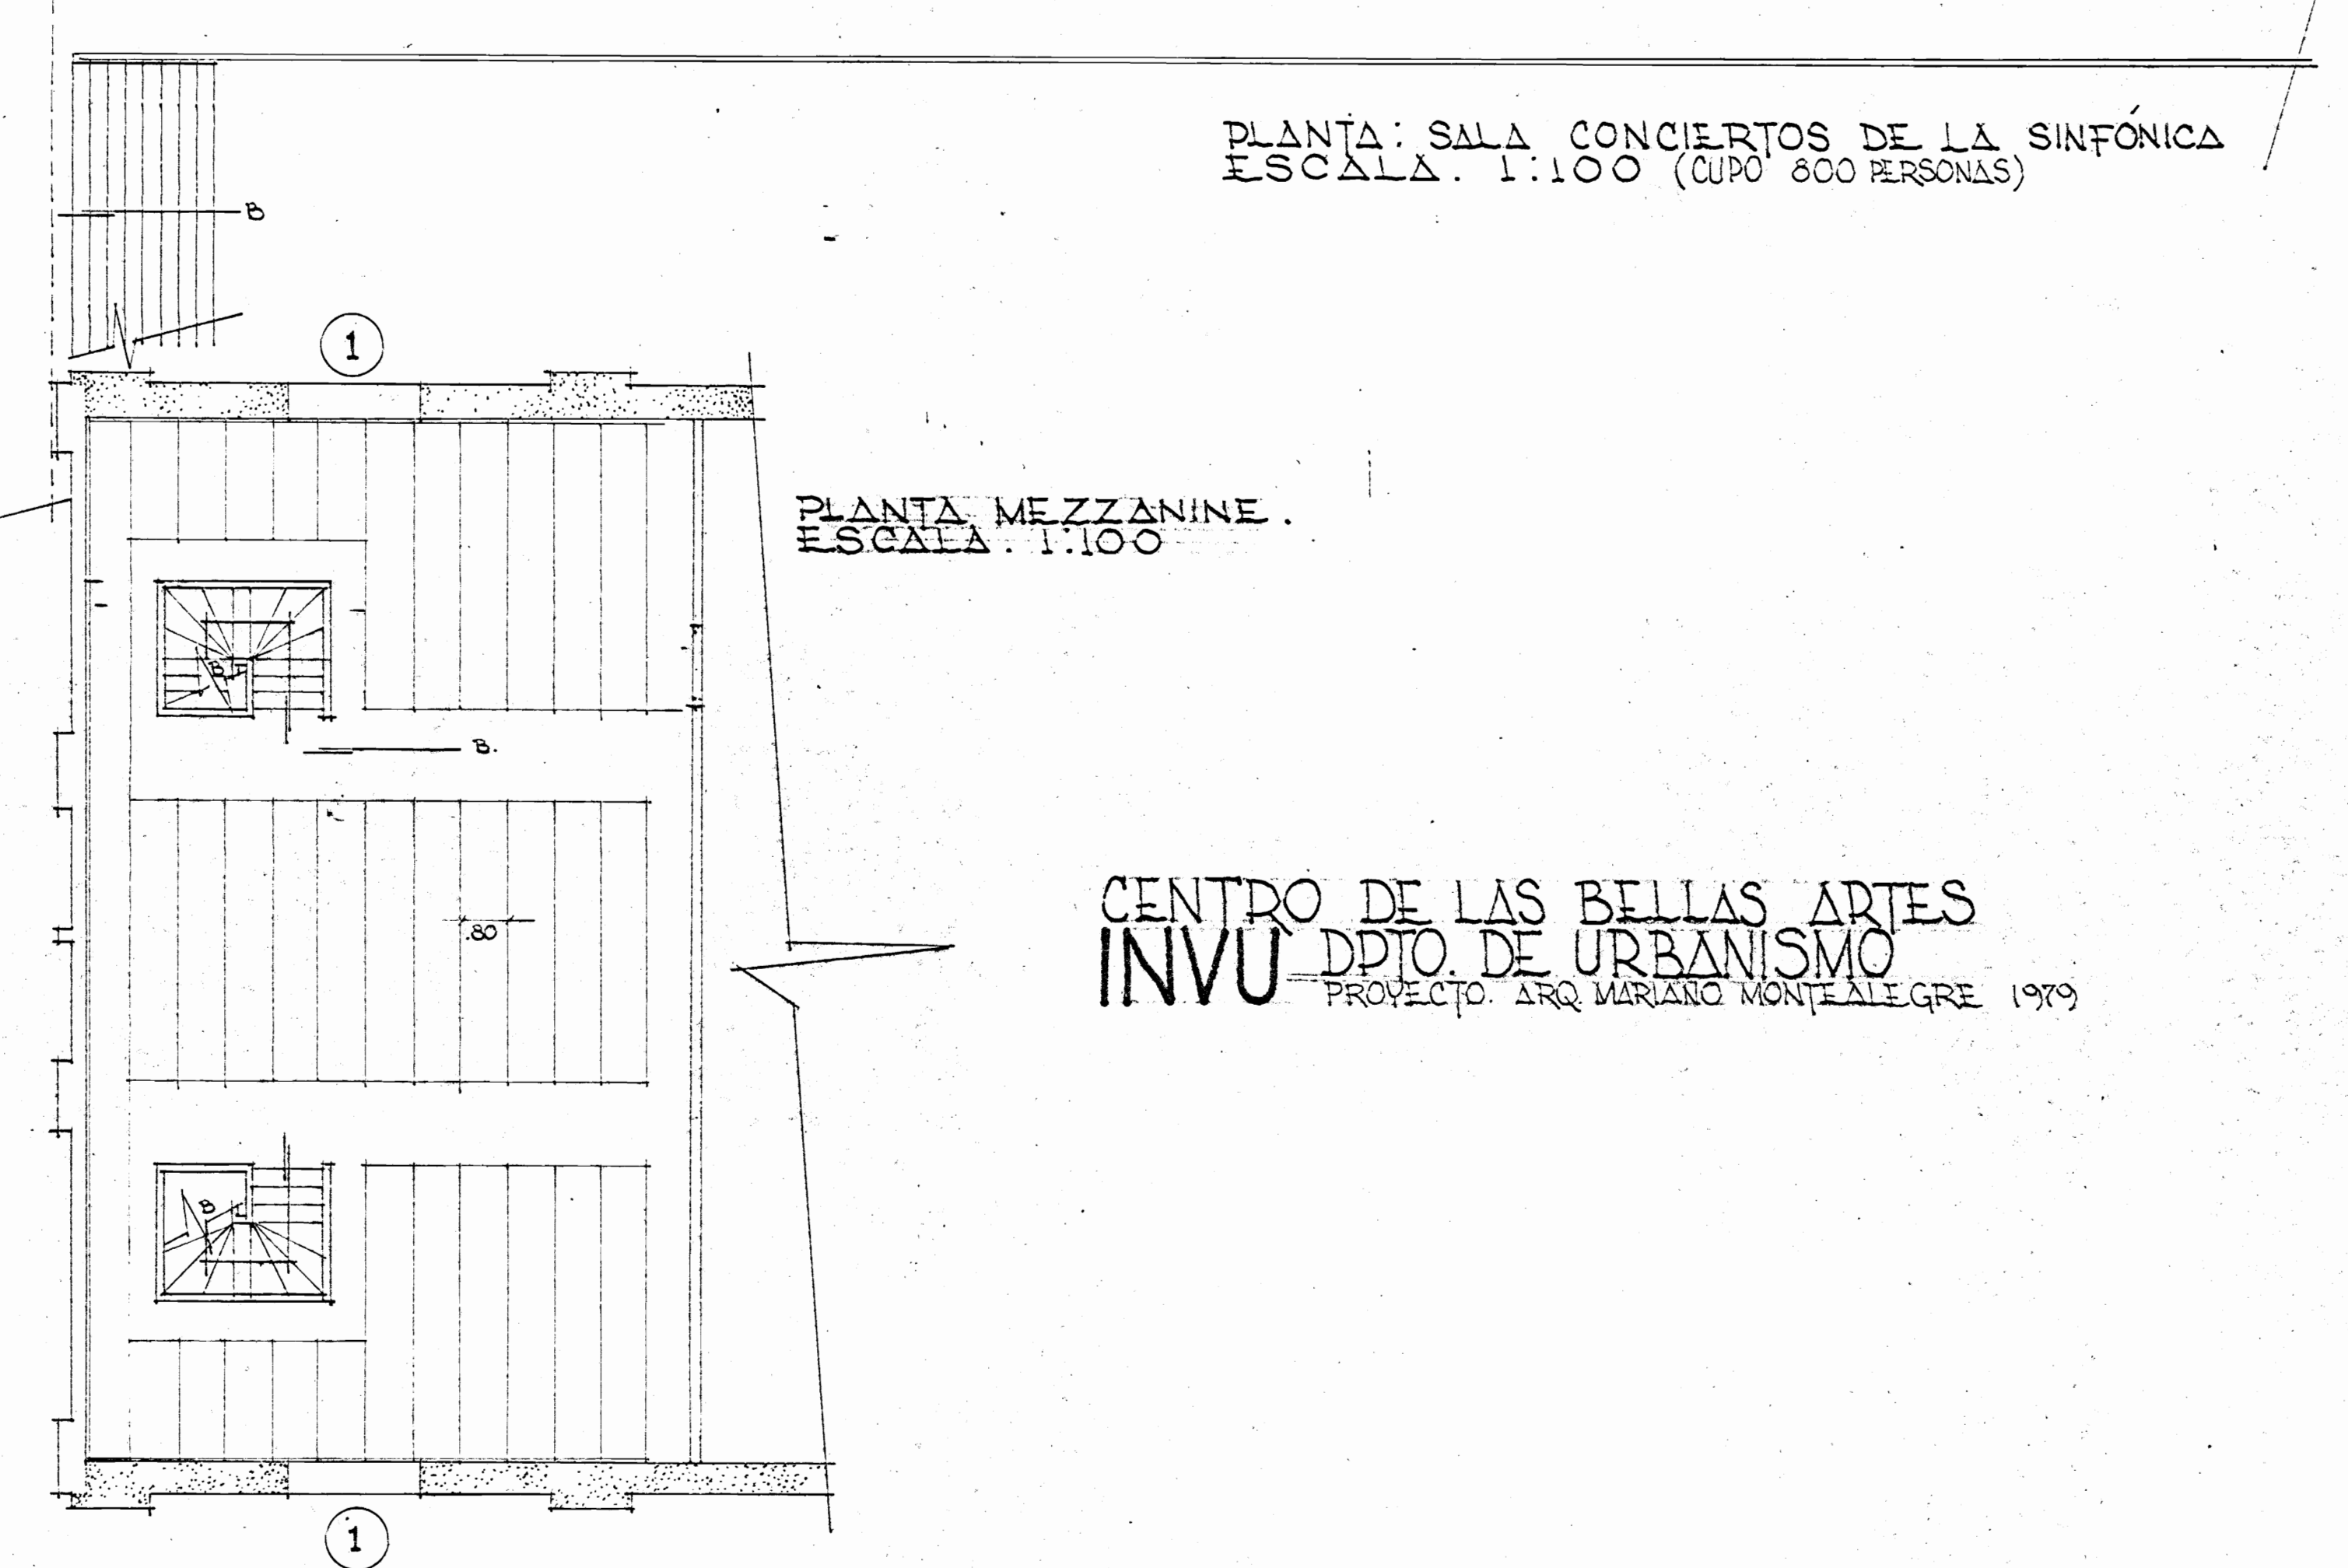 PLANTA: SALA CONCIERTOS DE LA SINFÓNICA
ESCALA. 1:100 (CUPO 800 PERSONAS)
B
1
PLANTA MEZZANINE.
ESCALA. 1:100
B
B.
.80
CENTRO DE LAS BELLAS ARTES
INVU DPTO. DE URBANISMO
PROYECTO. ARQ. MARIANO MONTEALEGRE 1979
B
1